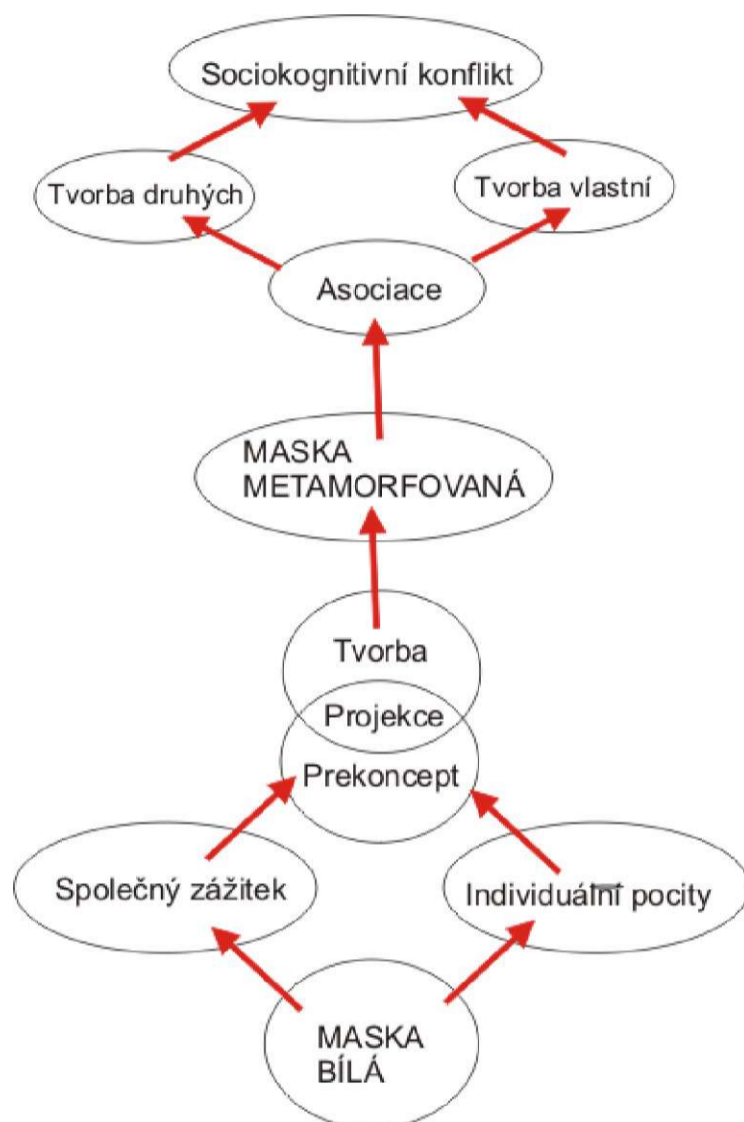 Sociokognitivní konflikt
Tvorba druhých
Tvorba vlastní
Asociace
MASKA
METAMORFOVANÁ
Tvorba
Projekce
Prekoncept
Společný zážitek
Individuální pocity
MASKA
BÍLÁ